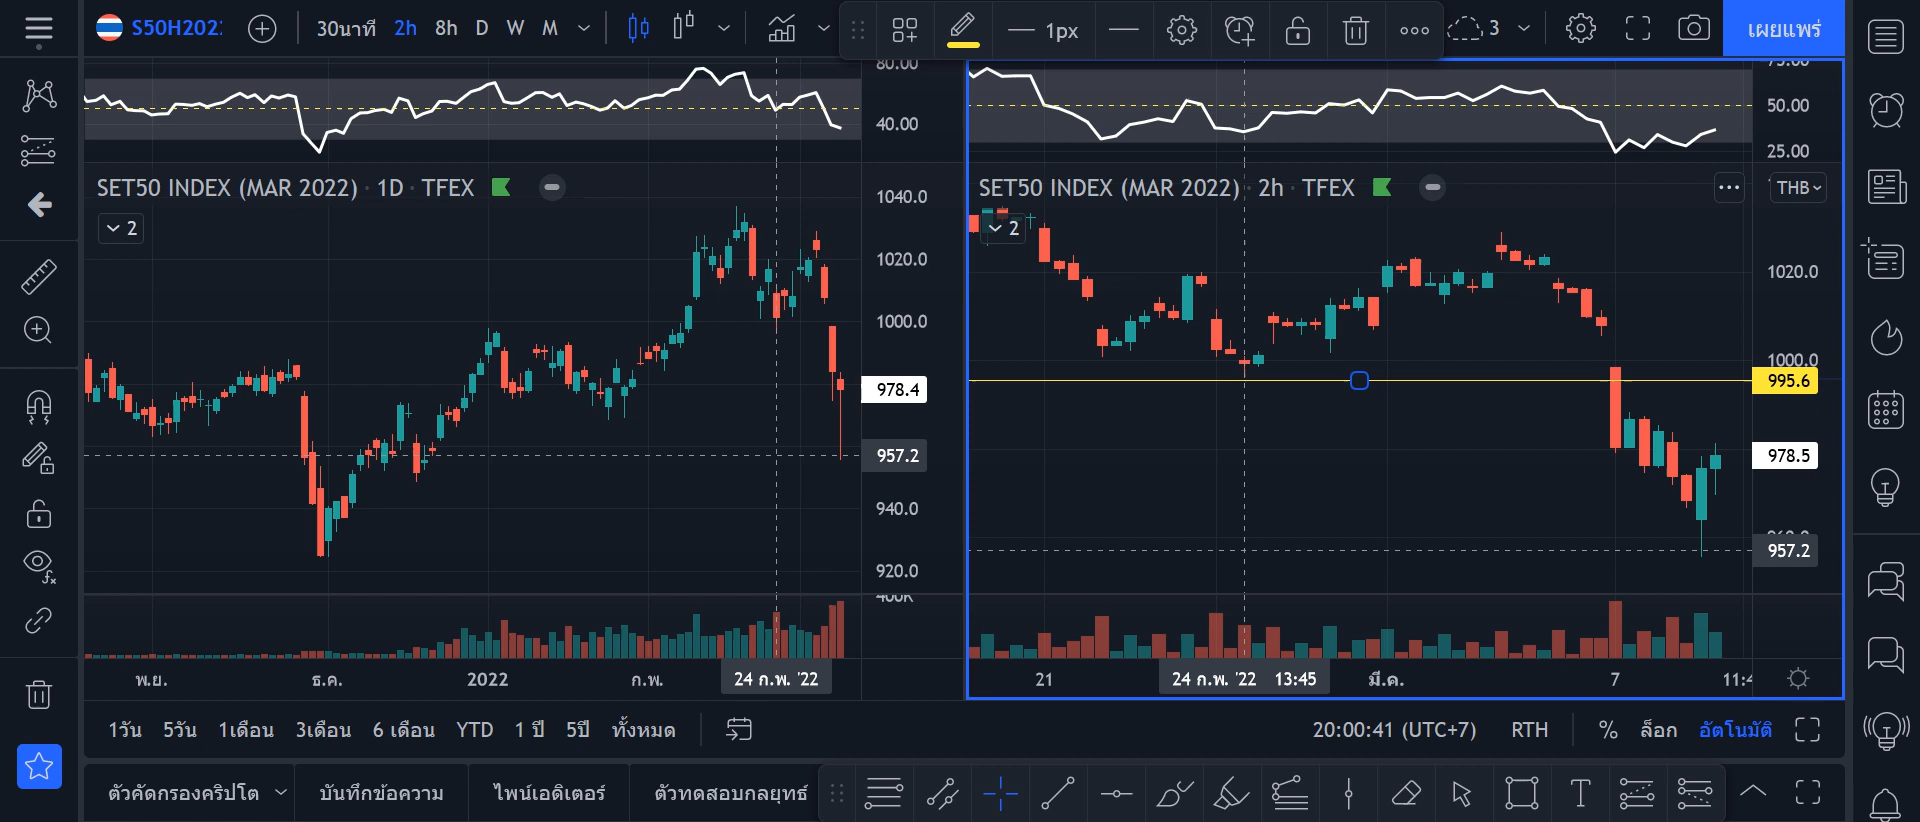 S50H202
30นาที 2h 8h D W M
1px
3
เผยแพร่
80.00
40.00
SET50 INDEX (MAR 2022) · 1D · TFEX
2
1040.0
1020.0
1000.0
978.4
957.2
940.0
920.0
400K
พ.ย. ธ.ค. 2022 ก.พ. 24 ก.พ. '22
75.00
50.00
25.00
SET50 INDEX (MAR 2022) · 2h · TFEX
THB
2
1020.0
1000.0
995.6
978.5
960.0
957.2
21 24 ก.พ. '22 13:45 มี.ค. 7 11:4
1วัน 5วัน 1เดือน 3เดือน 6 เดือน YTD 1 ปี 5ปี ทั้งหมด
20:00:41 (UTC+7) RTH % ล็อก อัตโนมัติ
ตัวคัดกรองคริปโต บันทึกข้อความ ไพน์เอดิเตอร์ ตัวทดสอบกลยุทธ์